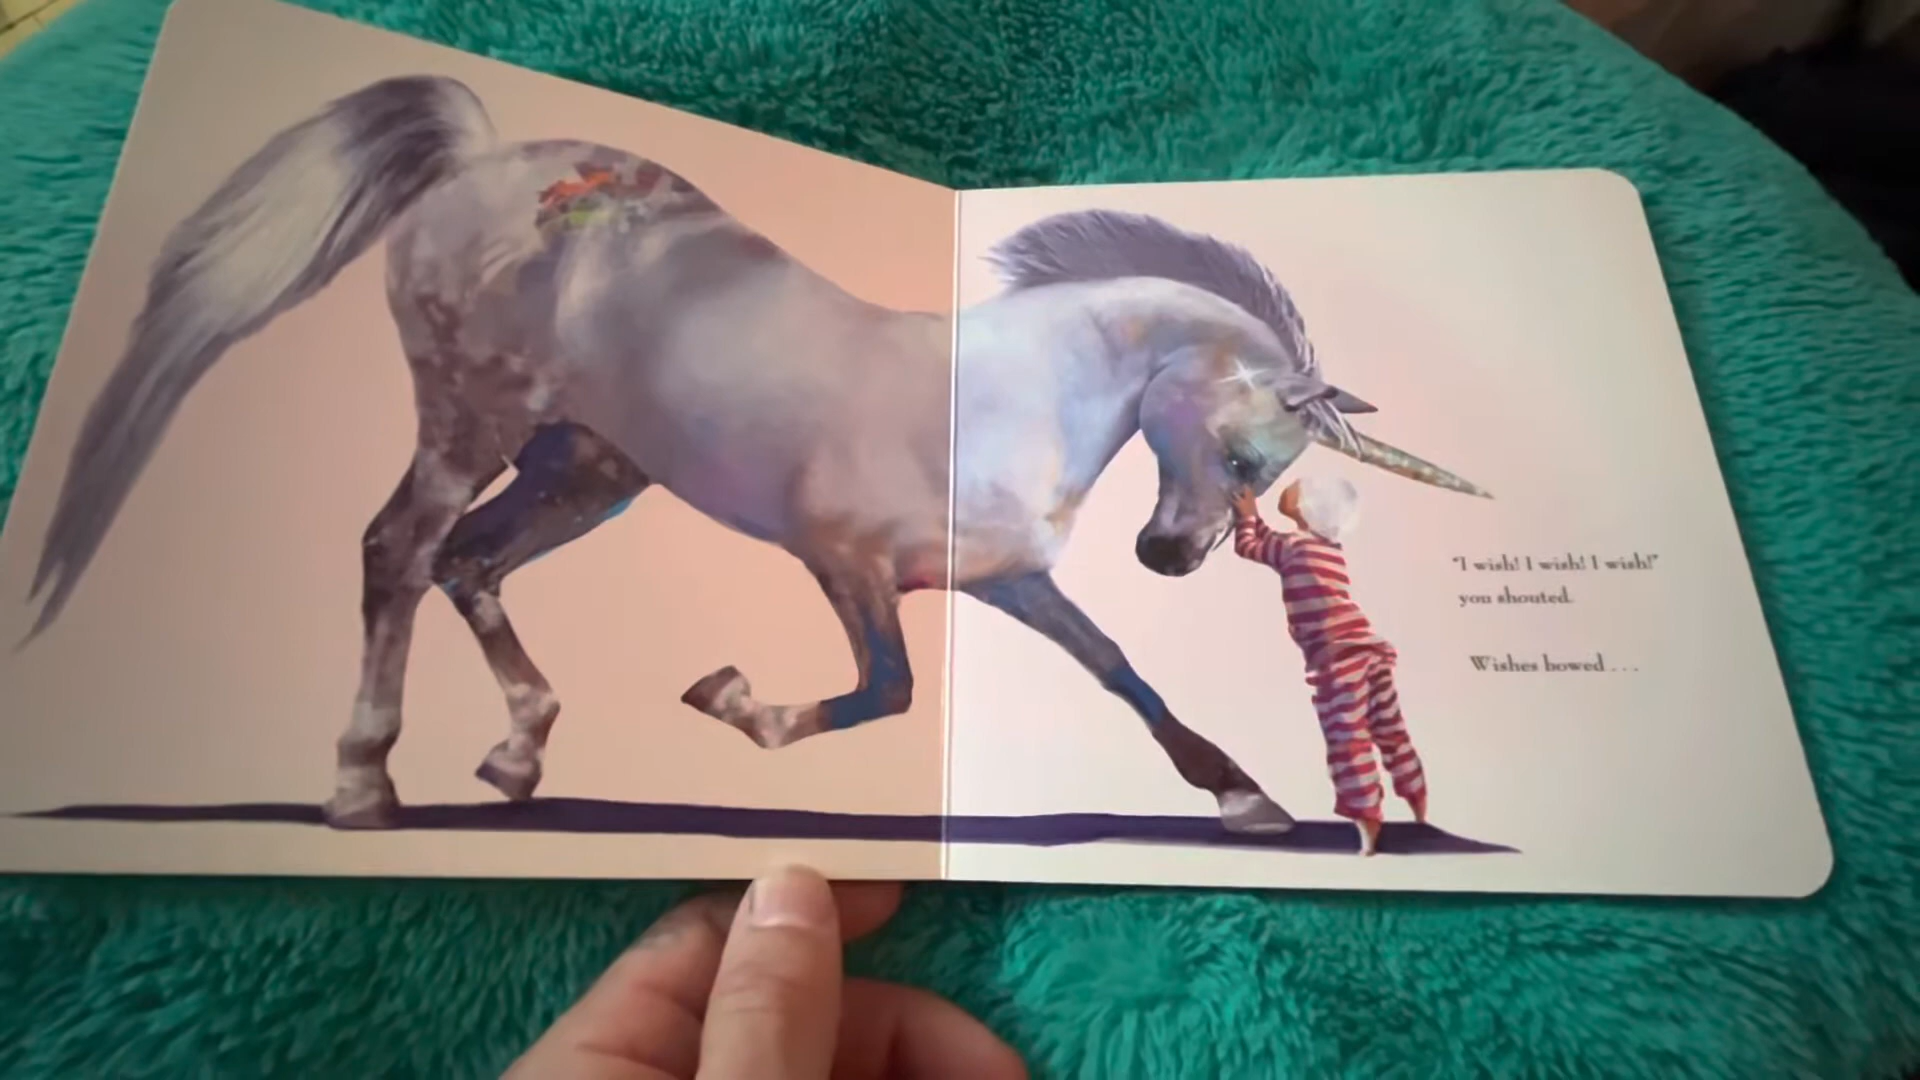 "I wish! I wish! I wish!"
you shouted.
Wishes bowed . . .